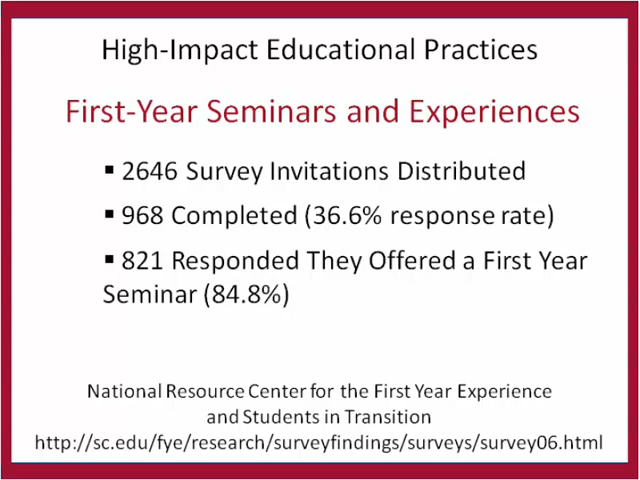 High-Impact Educational Practices
First-Year Seminars and Experiences
▪ 2646 Survey Invitations Distributed
▪ 968 Completed (36.6% response rate)
▪ 821 Responded They Offered a First Year
Seminar (84.8%)
National Resource Center for the First Year Experience
and Students in Transition
http://sc.edu/fye/research/surveyfindings/surveys/survey06.html